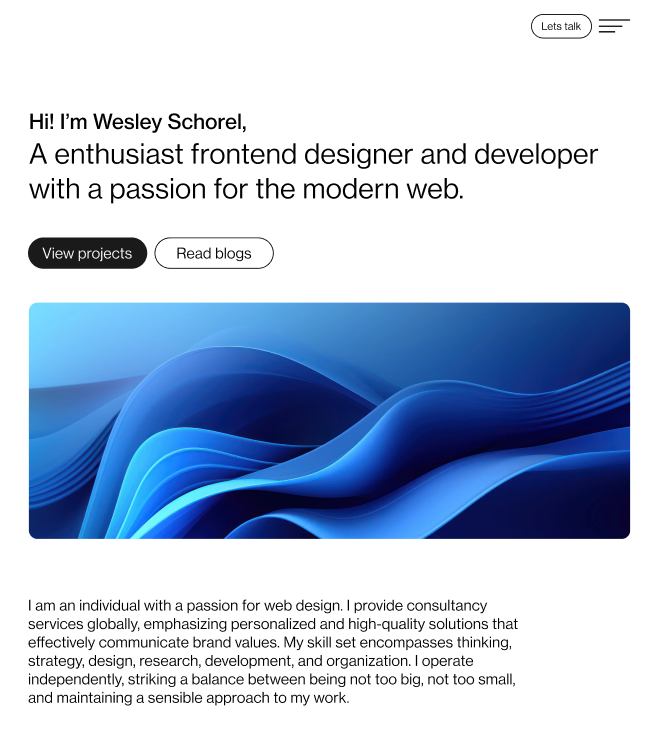 Lets talk
Hi! I’m Wesley Schorel,
A enthusiast frontend designer and developer
with a passion for the modern web.
View projects
Read blogs
I am an individual with a passion for web design. I provide consultancy
services globally, emphasizing personalized and high-quality solutions that
effectively communicate brand values. My skill set encompasses thinking,
strategy, design, research, development, and organization. I operate
independently, striking a balance between being not too big, not too small,
and maintaining a sensible approach to my work.